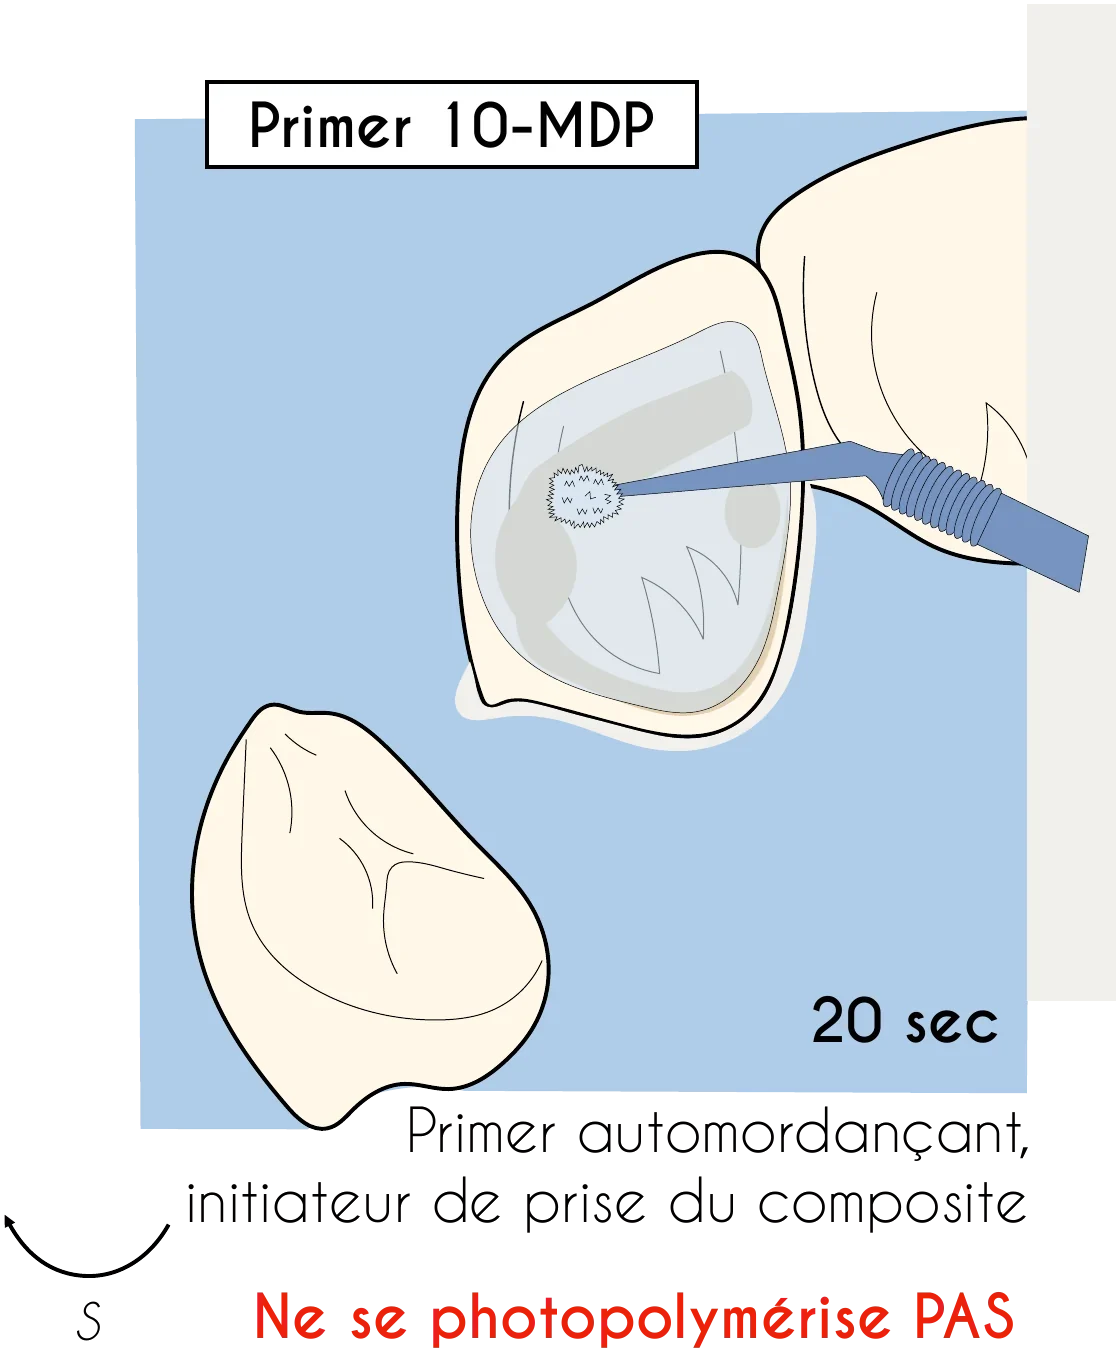 Primer 10-MDP
20 sec
Primer automordançant,
initiateur de prise du composite
S
Ne se photopolymérise PAS